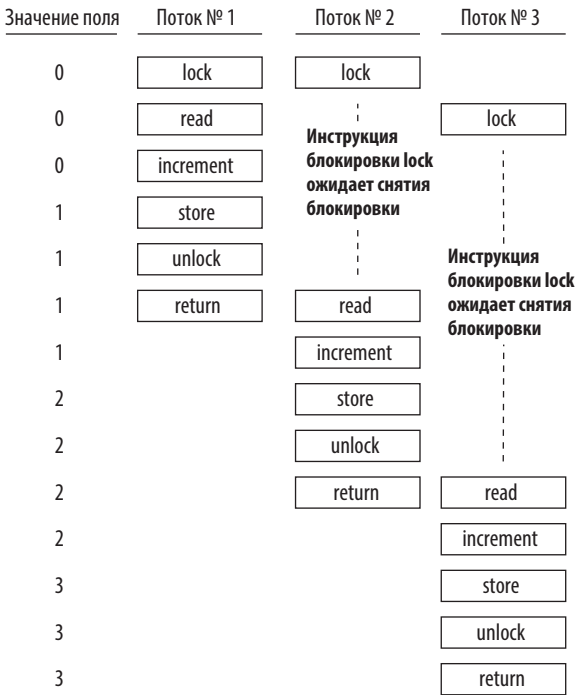 Значение поля Поток № 1 Поток № 2 Поток № 3
0 lock lock
0 read lock
Инструкция
блокировки lock
ожидает снятия
блокировки
0 increment
1 store
1 unlock
Инструкция
блокировки lock
ожидает снятия
блокировки
1 return read
1 increment
2 store
2 unlock
2 return read
2 increment
3 store
3 unlock
3 return